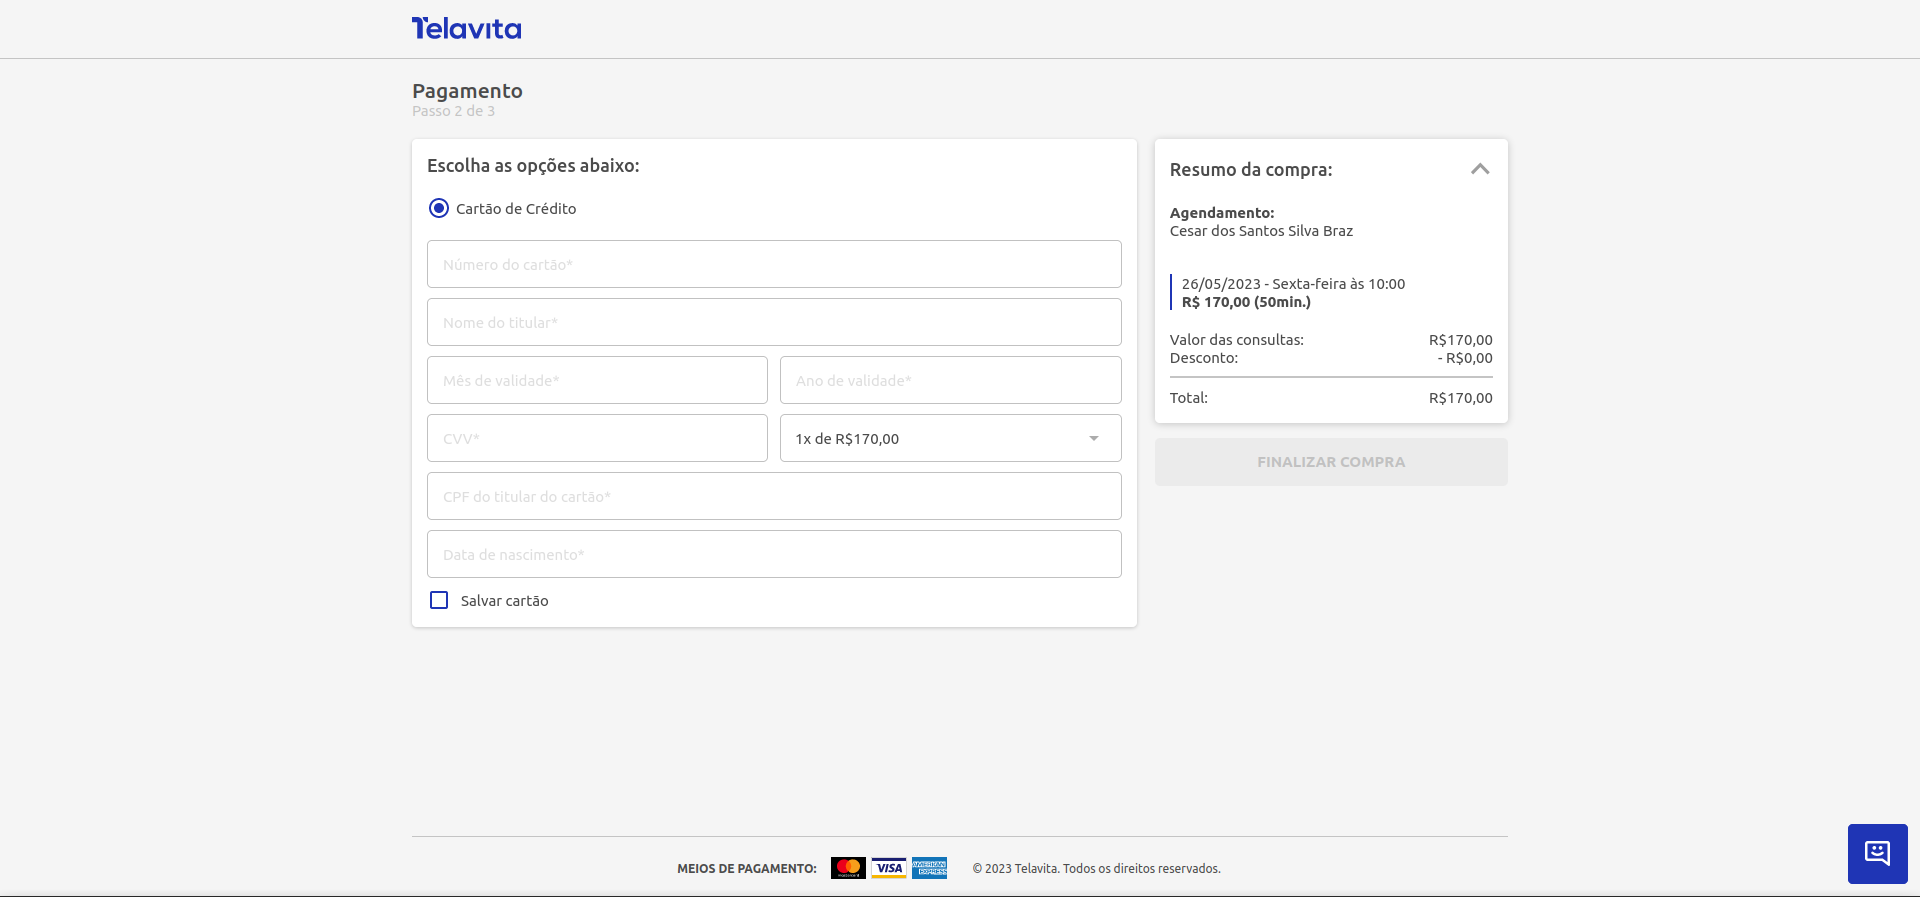 Telavita
Pagamento
Passo 2 de 3
Escolha as opções abaixo:
Cartão de Crédito
Número do cartão*
Nome do titular*
Mês de validade*
Ano de validade*
CVV*
1x de R$170,00
CPF do titular do cartão*
Data de nascimento*
Salvar cartão
Resumo da compra:
Agendamento:
Cesar dos Santos Silva Braz
26/05/2023 - Sexta-feira às 10:00
R$ 170,00 (50min.)
Valor das consultas: R$170,00
Desconto: - R$0,00
Total: R$170,00
FINALIZAR COMPRA
MEIOS DE PAGAMENTO: mastercard VISA AMERICAN EXPRESS © 2023 Telavita. Todos os direitos reservados.